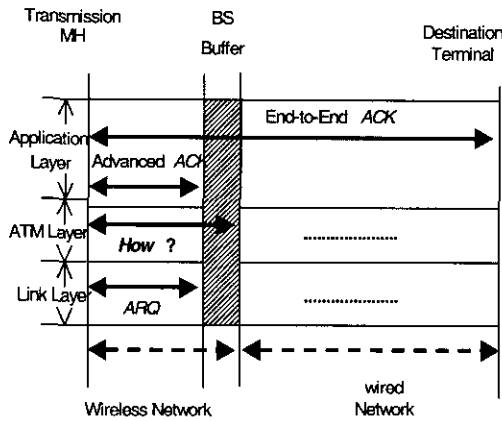 Transmission
MH
BS
Buffer
Destination
Terminal
End-to-End ACK
Application
Layer
Advanced ACK
ATM Layer
How ?
Link Layer
ARQ
Wireless Network
wired
Network